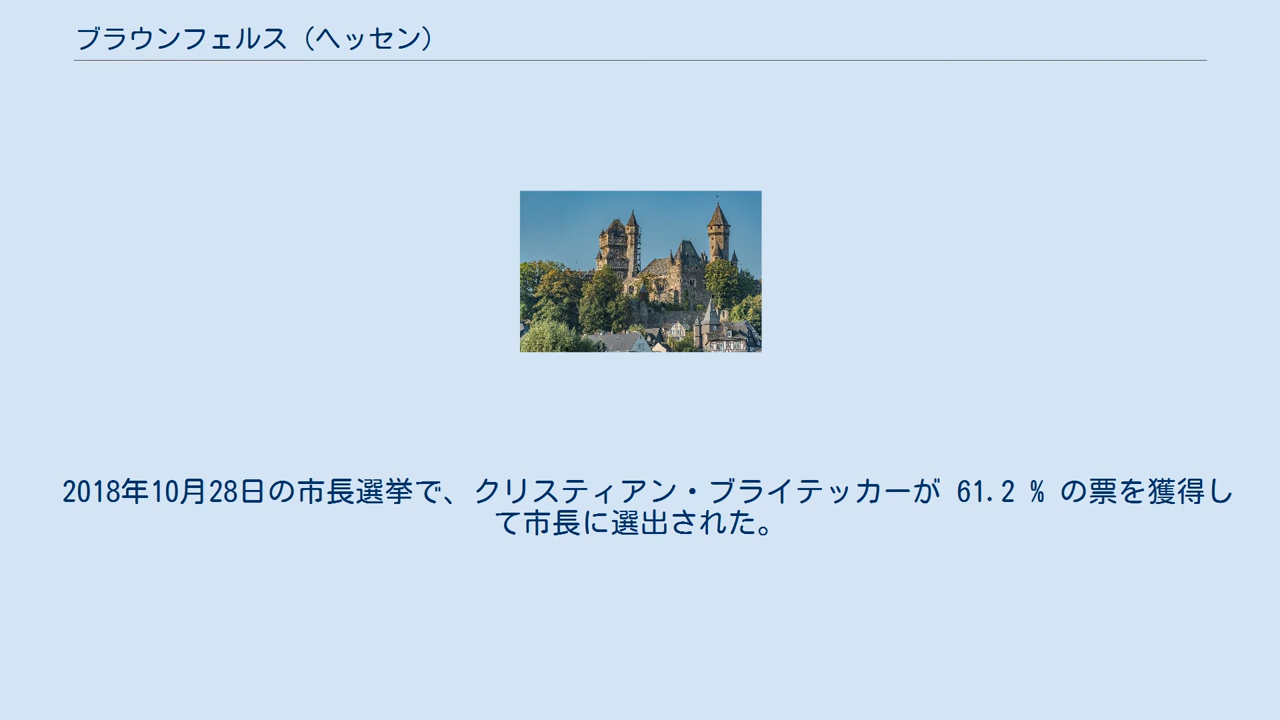 ブラウンフェルス（ヘッセン）
2018年10月28日の市長選挙で、クリスティアン・ブライテッカーが 61.2 % の票を獲得し
て市長に選出された。